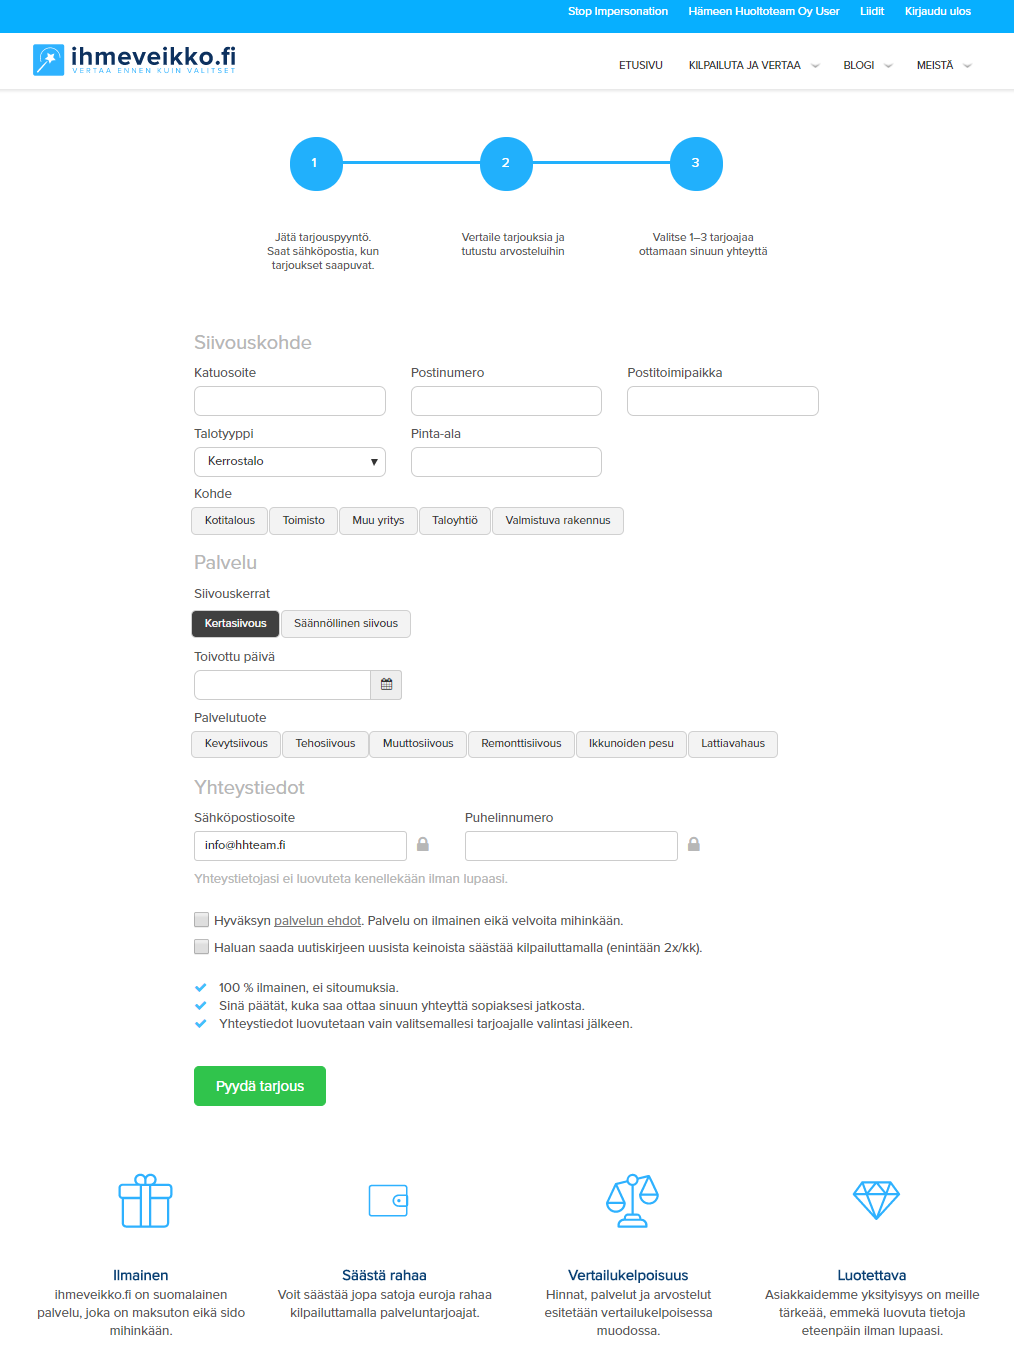 Stop Impersonation Hämeen Huoltoteam Oy User Liidit Kirjaudu ulos
ihmeveikko.fi
VERTAA ENNEN KUIN VALITSET
ETUSIVU KILPAILUTA JA VERTAA BLOGI MEISTÄ
1 2 3
Jätä tarjouspyyntö.
Saat sähköpostia, kun
tarjoukset saapuvat.
Vertaile tarjouksia ja
tutustu arvosteluihin
Valitse 1–3 tarjoajaa
ottamaan sinuun yhteyttä
Siivouskohde
Katuosoite Postinumero Postitoimipaikka
Talotyyppi Pinta-ala
Kerrostalo
Kohde
Kotitalous Toimisto Muu yritys Taloyhtiö Valmistuva rakennus
Palvelu
Siivouskerrat
Kertasiivous Säännöllinen siivous
Toivottu päivä
Palvelutuote
Kevytsiivous Tehosiivous Muuttosiivous Remonttisiivous Ikkunoiden pesu Lattiavahaus
Yhteystiedot
Sähköpostiosoite Puhelinnumero
info@hhteam.fi
Yhteystietojasi ei luovuteta kenellekään ilman lupaasi.
Hyväksyn palvelun ehdot. Palvelu on ilmainen eikä velvoita mihinkään.
Haluan saada uutiskirjeen uusista keinoista säästää kilpailuttamalla (enintään 2x/kk).
100 % ilmainen, ei sitoumuksia.
Sinä päätät, kuka saa ottaa sinuun yhteyttä sopiaksesi jatkosta.
Yhteystiedot luovutetaan vain valitsemallesi tarjoajalle valintasi jälkeen.
Pyydä tarjous
Ilmainen
ihmeveikko.fi on suomalainen
palvelu, joka on maksuton eikä sido
mihinkään.
Säästä rahaa
Voit säästää jopa satoja euroja rahaa
kilpailuttamalla palveluntarjoajat.
Vertailukelpoisuus
Hinnat, palvelut ja arvostelut
esitetään vertailukelpoisessa
muodossa.
Luotettava
Asiakkaidemme yksityisyys on meille
tärkeää, emmekä luovuta tietoja
eteenpäin ilman lupaasi.